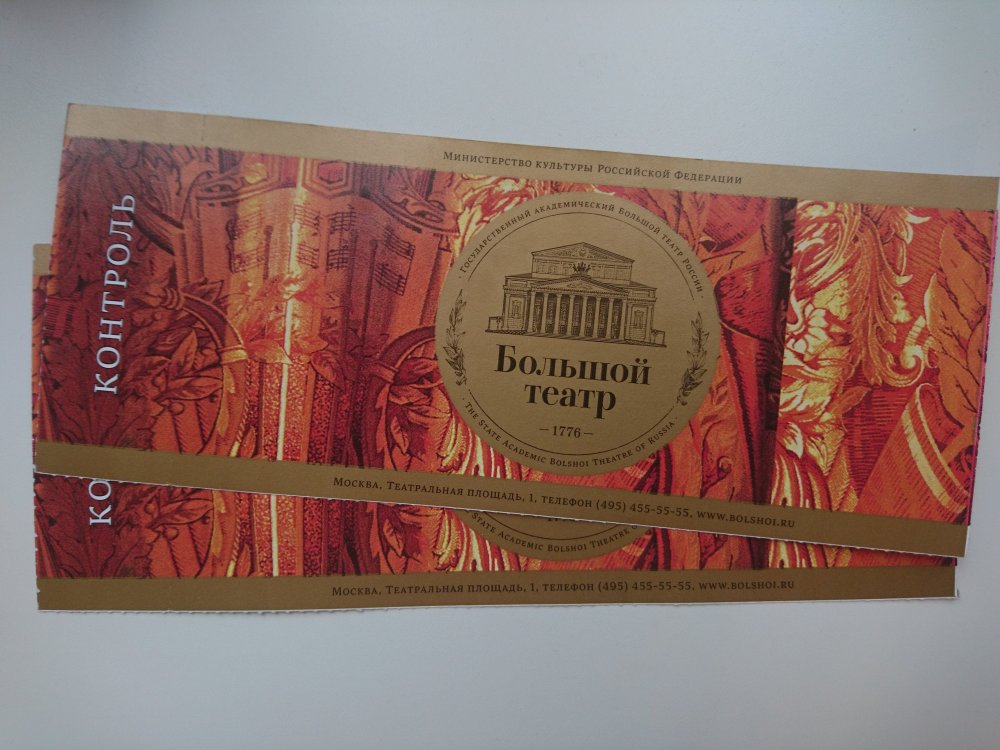 Министерство культуры Российской Федерации
КОНТРОЛЬ
· Государственный академический Большой театр России ·
Большой
театр
— 1776 —
· The State Academic Bolshoi Theatre of Russia ·
Москва, Театральная площадь, 1, телефон (495) 455-55-55, www.bolshoi.ru
КО
State Academic Bolshoi Theatre
Москва, Театральная площадь, 1, телефон (495) 455-55-55, www.bolshoi.ru